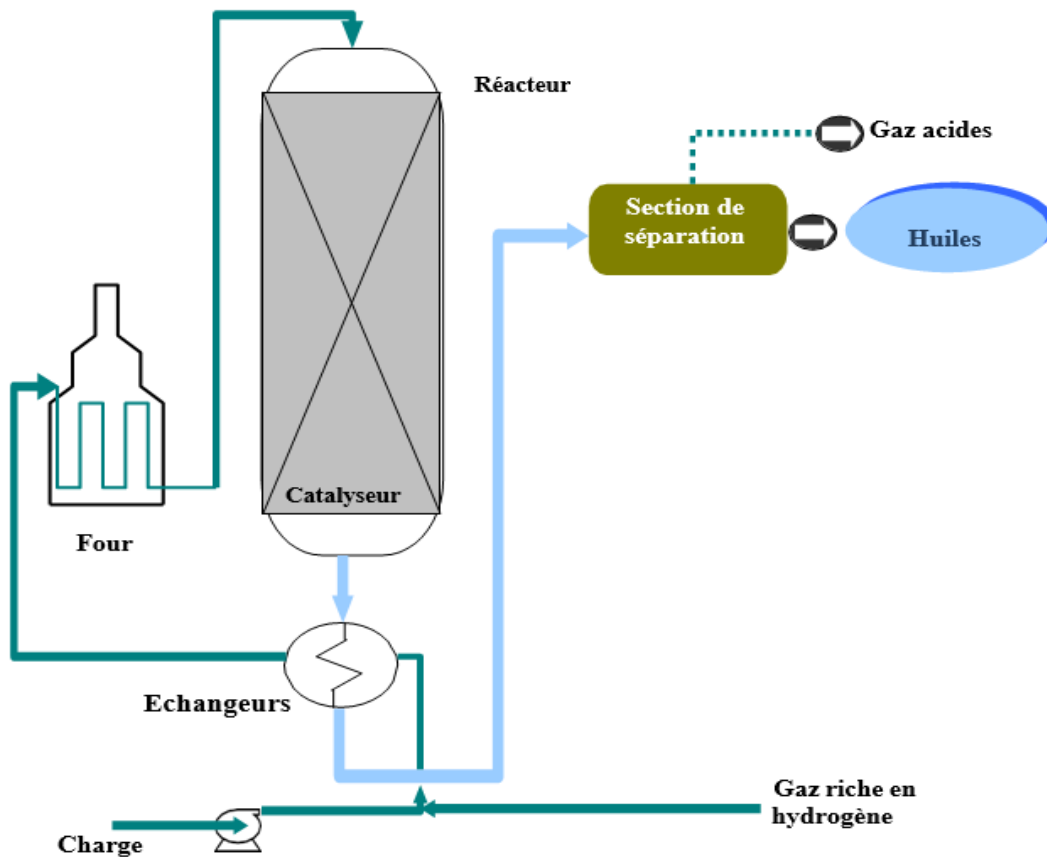 Réacteur
Gaz acides
Section de
séparation
Huiles
Catalyseur
Four
Echangeurs
Gaz riche en
hydrogène
Charge